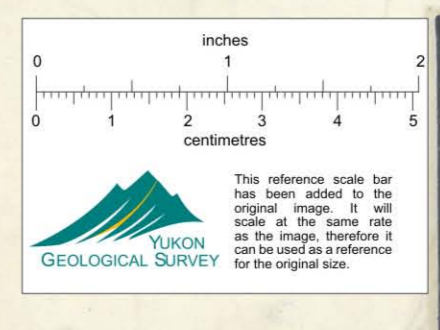 inches
0 1 2
0 1 2 3 4 5
centimetres
This reference scale bar
has been added to the
original image. It will
scale at the same rate
as the image, therefore it
can be used as a reference
for the original size.
YUKON
GEOLOGICAL SURVEY